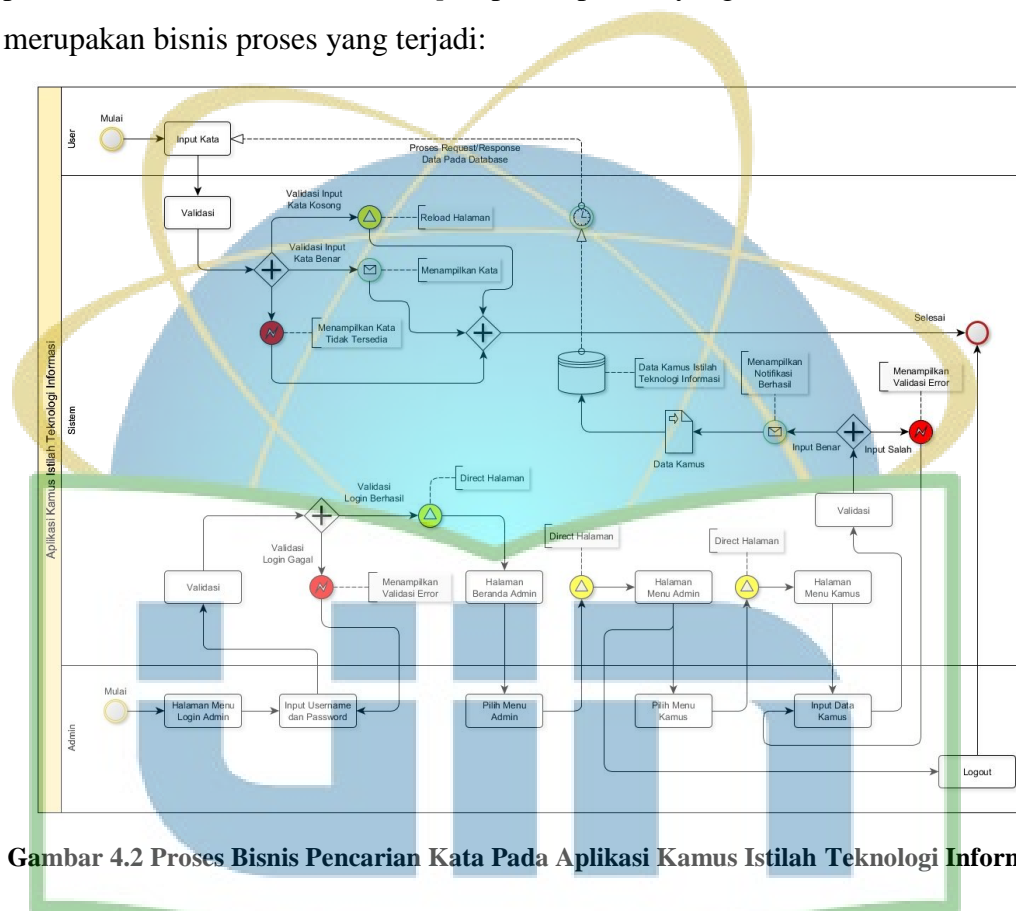 merupakan bisnis proses yang terjadi:
Aplikasi Kamus Istilah Teknologi Informasi
User
Mulai
Input Kata
Proses Request/Response
Data Pada Database
Sistem
Validasi
Validasi Input
Kata Kosong
Reload Halaman
Validasi Input
Kata Benar
Menampilkan Kata
Menampilkan Kata
Tidak Tersedia
Selesai
Data Kamus Istilah
Teknologi Informasi
Menampilkan
Notifikasi
Berhasil
Menampilkan
Validasi Error
Data Kamus
Input Benar
Input Salah
Validasi
Validasi
Login Berhasil
Direct Halaman
Validasi
Login Gagal
Validasi
Menampilkan
Validasi Error
Halaman
Beranda Admin
Direct Halaman
Halaman
Menu Admin
Direct Halaman
Halaman
Menu Kamus
Admin
Mulai
Halaman Menu
Login Admin
Input Username
dan Password
Pilih Menu
Admin
Pilih Menu
Kamus
Input Data
Kamus
Logout
Gambar 4.2 Proses Bisnis Pencarian Kata Pada Aplikasi Kamus Istilah Teknologi Inform